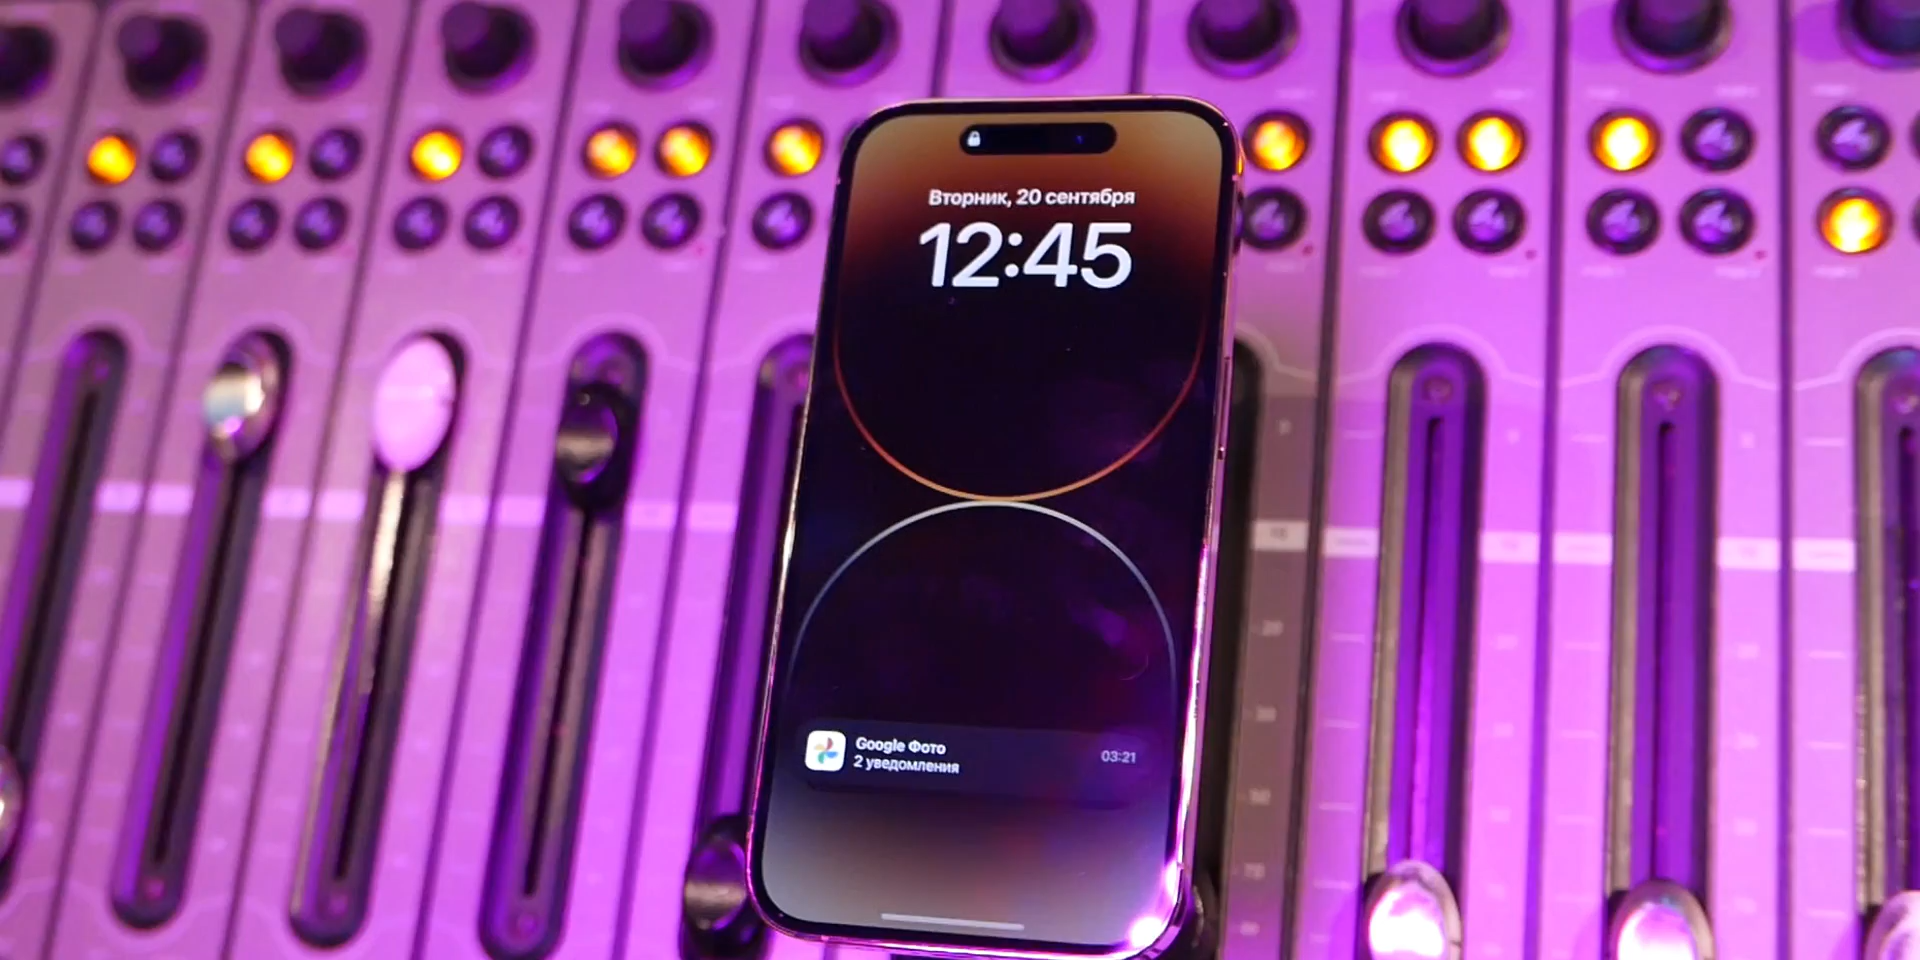 Вторник, 20 сентября
12:45
Google Фото
03:21
2 уведомления